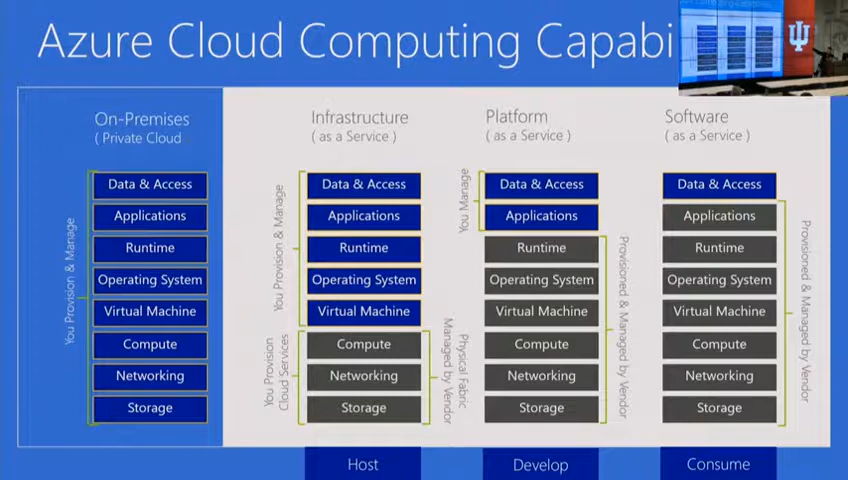 Azure Cloud Computing Capabi
On-Premises
( Private Cloud
You Provision & Manage
Data & Access
Applications
Runtime
Operating System
Virtual Machine
Compute
Networking
Storage
Infrastructure
( as a Service )
You Provision & Manage
You Provision
Cloud Services
Data & Access
Applications
Runtime
Operating System
Virtual Machine
Compute
Networking
Storage
Physical Fabric
Managed by Vendor
Host
Platform
( as a Service )
You Manage
Data & Access
Applications
Runtime
Operating System
Virtual Machine
Compute
Networking
Storage
Provisioned & Managed by Vendor
Develop
Software
( as a Service )
Data & Access
Applications
Runtime
Operating System
Virtual Machine
Compute
Networking
Storage
Provisioned & Managed by Vendor
Consume